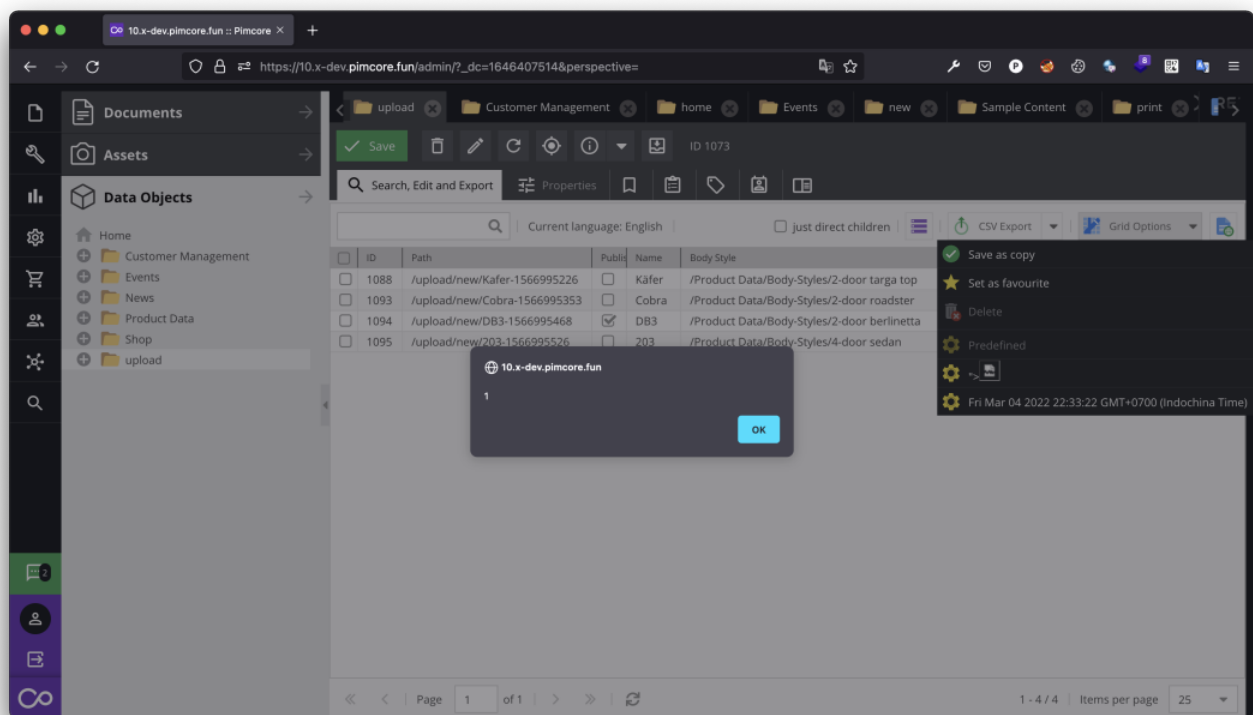 10.x-dev.pimcore.fun :: Pimcore
https://10.x-dev.pimcore.fun/admin/?_dc=1646407514&perspective=
8
Documents
Assets
Data Objects
Home
Customer Management
Events
News
Product Data
Shop
upload
2
upload
Customer Management
home
Events
new
Sample Content
print
Save
ID 1073
Search, Edit and Export
Properties
Current language: English
just direct children
CSV Export
Grid Options
ID Path Public Name Body Style
1088 /upload/new/Kafer-1566995226 Käfer /Product Data/Body-Styles/2-door targa top
1093 /upload/new/Cobra-1566995353 Cobra /Product Data/Body-Styles/2-door roadster
1094 /upload/new/DB3-1566995468 DB3 /Product Data/Body-Styles/2-door berlinetta
1095 /upload/new/203-1566995526 203 /Product Data/Body-Styles/4-door sedan
Save as copy
Set as favourite
Delete
Predefined
">
Fri Mar 04 2022 22:33:22 GMT+0700 (Indochina Time)
10.x-dev.pimcore.fun
1
OK
Page 1 of 1
1 - 4 / 4
Items per page 25